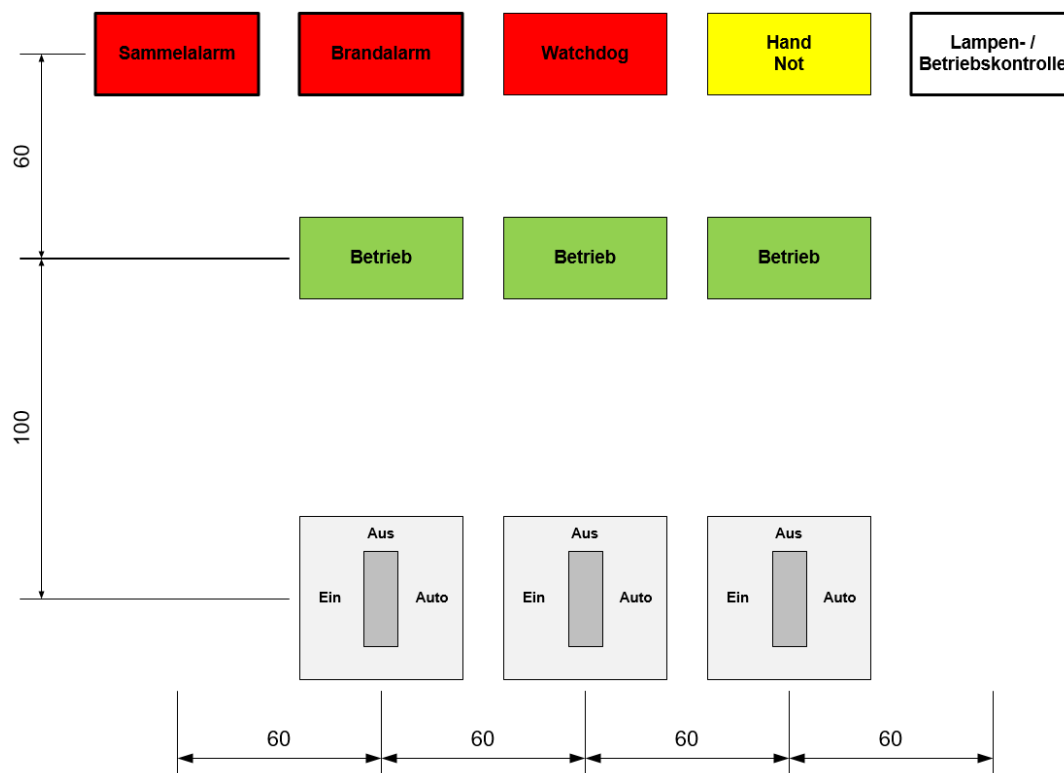 Sammelalarm
Brandalarm
Watchdog
Hand
Not
Lampen- /
Betriebskontrolle
60
Betrieb
Betrieb
Betrieb
100
Aus
Ein
Auto
Aus
Ein
Auto
Aus
Ein
Auto
60
60
60
60